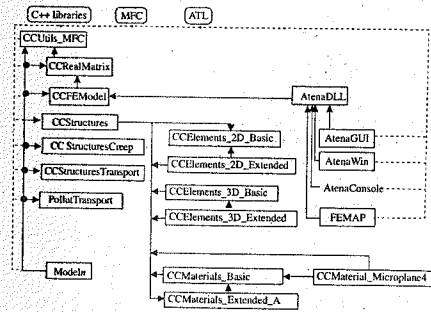 C++ libraries
MFC
ATL
CCUtils_MFC
CCRealMatrix
CCFEModel
AtenaDLL
CCStructures
CCElements_2D_Basic
AtenaGUI
CC StructuresCreep
CCElements_2D_Extended
AtenaWin
CCStructuresTransport
CCElements_3D_Basic
AtenaConsole
PollutTransport
CCElements_3D_Extended
FEMAP
Modeln
CCMaterials_Basic
CCMaterial_Microplane4
CCMaterials_Extended_A